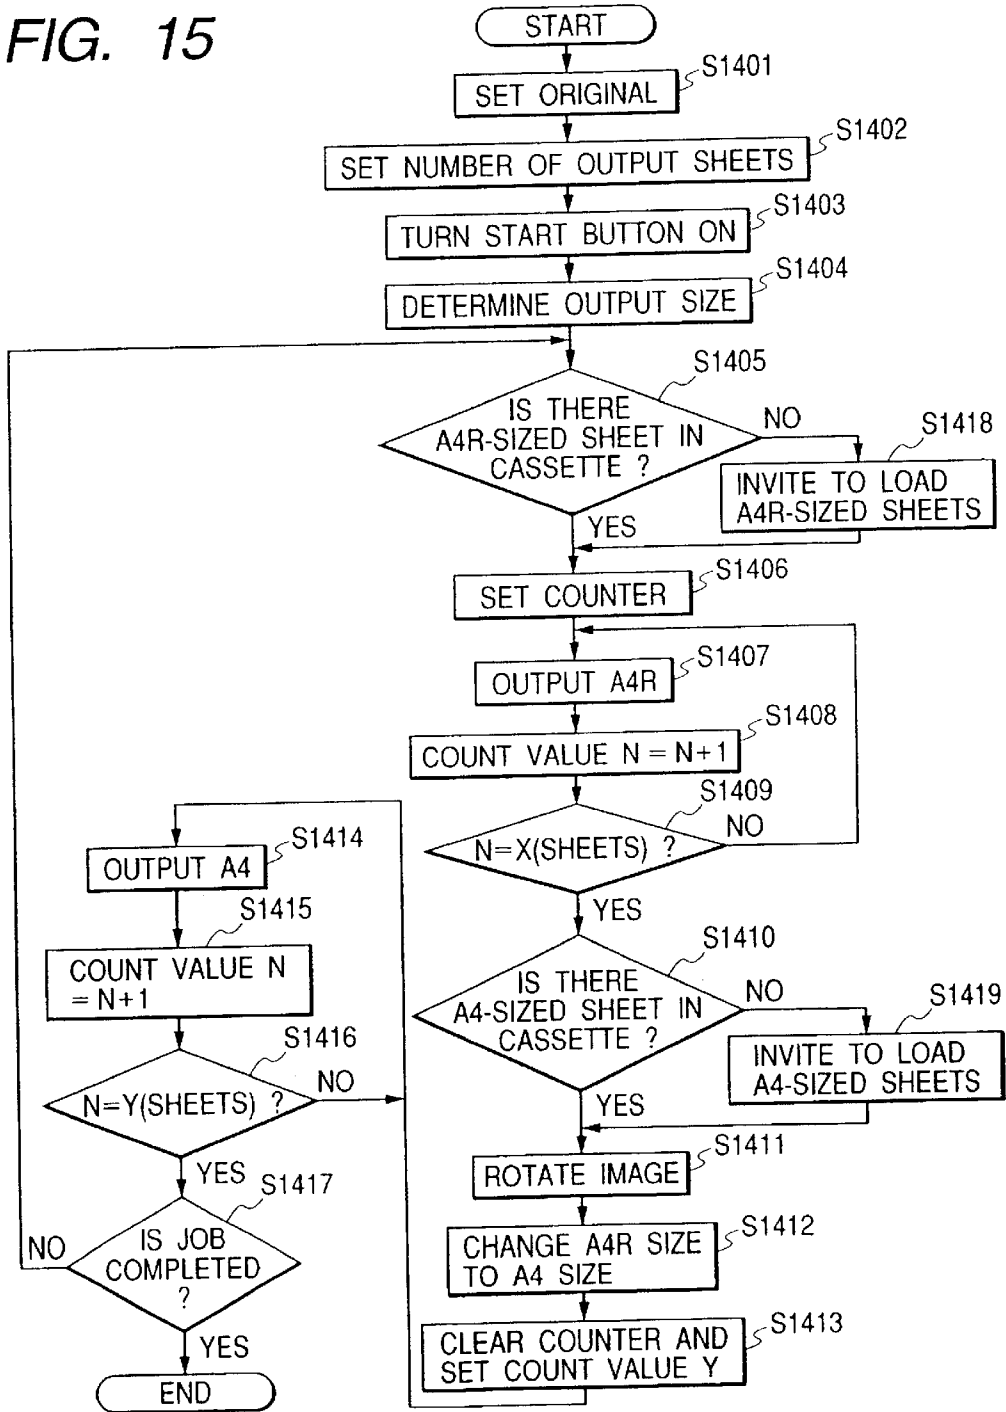 FIG. 15
START
S1401
SET ORIGINAL
S1402
SET NUMBER OF OUTPUT SHEETS
S1403
TURN START BUTTON ON
S1404
DETERMINE OUTPUT SIZE
S1405
IS THERE
A4R-SIZED SHEET IN
CASSETTE ?
NO
YES
S1418
INVITE TO LOAD
A4R-SIZED SHEETS
S1406
SET COUNTER
S1407
OUTPUT A4R
S1408
COUNT VALUE N = N+1
S1409
N=X(SHEETS) ?
NO
YES
S1410
IS THERE
A4-SIZED SHEET IN
CASSETTE ?
NO
YES
S1419
INVITE TO LOAD
A4-SIZED SHEETS
S1411
ROTATE IMAGE
S1412
CHANGE A4R SIZE
TO A4 SIZE
S1413
CLEAR COUNTER AND
SET COUNT VALUE Y
S1414
OUTPUT A4
S1415
COUNT VALUE N
= N+1
S1416
N=Y(SHEETS) ?
NO
YES
S1417
IS JOB
COMPLETED
?
NO
YES
END